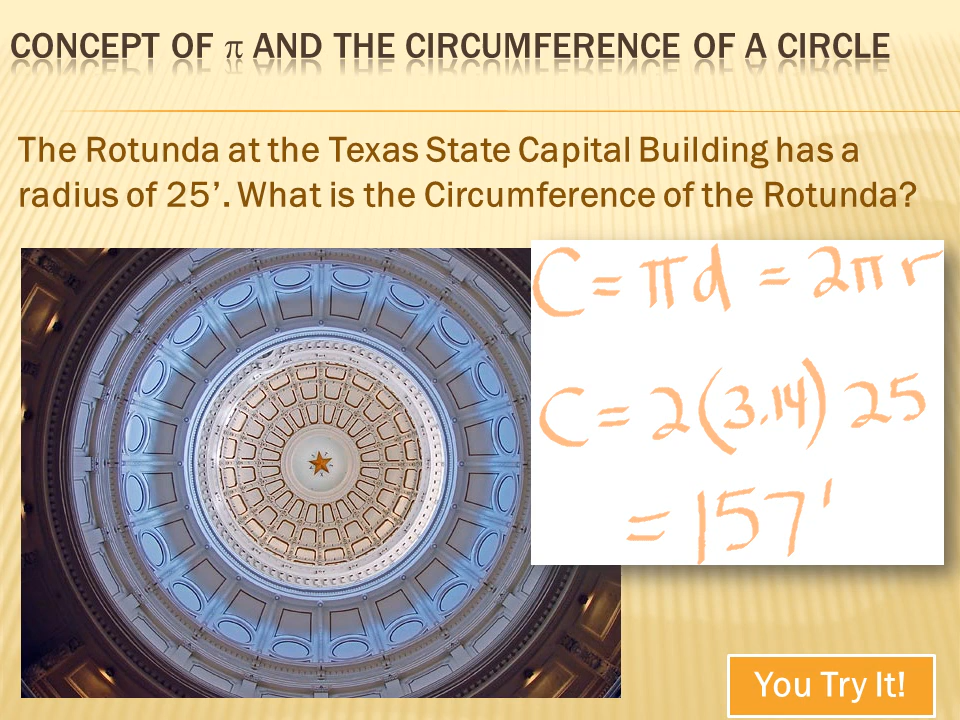 CONCEPT OF π AND THE CIRCUMFERENCE OF A CIRCLE
The Rotunda at the Texas State Capital Building has a
radius of 25’. What is the Circumference of the Rotunda?
C = πd = 2πr
C = 2(3.14) 25
= 157'
You Try It!